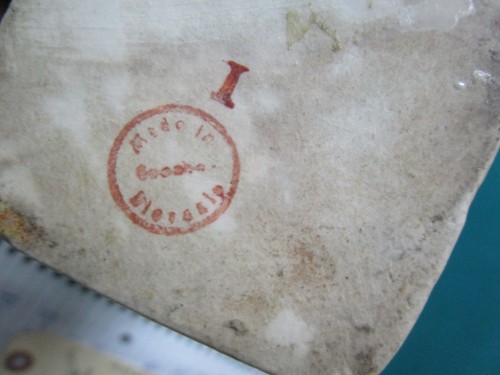 I
Made in
Czecho-
slovakia